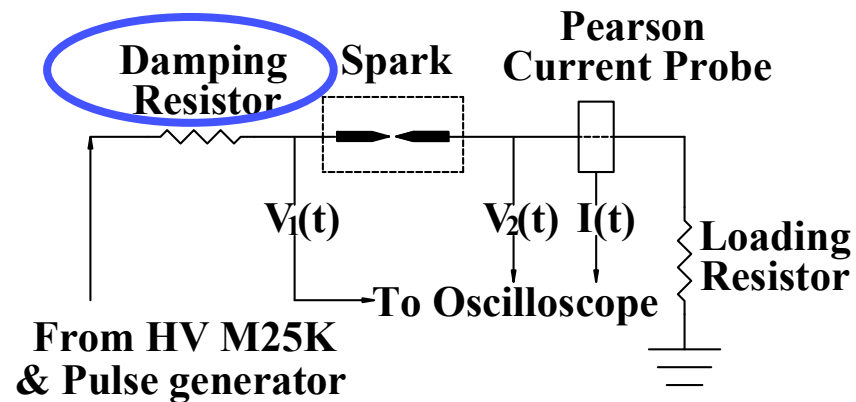 Damping
Resistor
Spark
Pearson
Current Probe
V1(t)
V2(t)
I(t)
Loading
Resistor
To Oscilloscope
From HV M25K
& Pulse generator